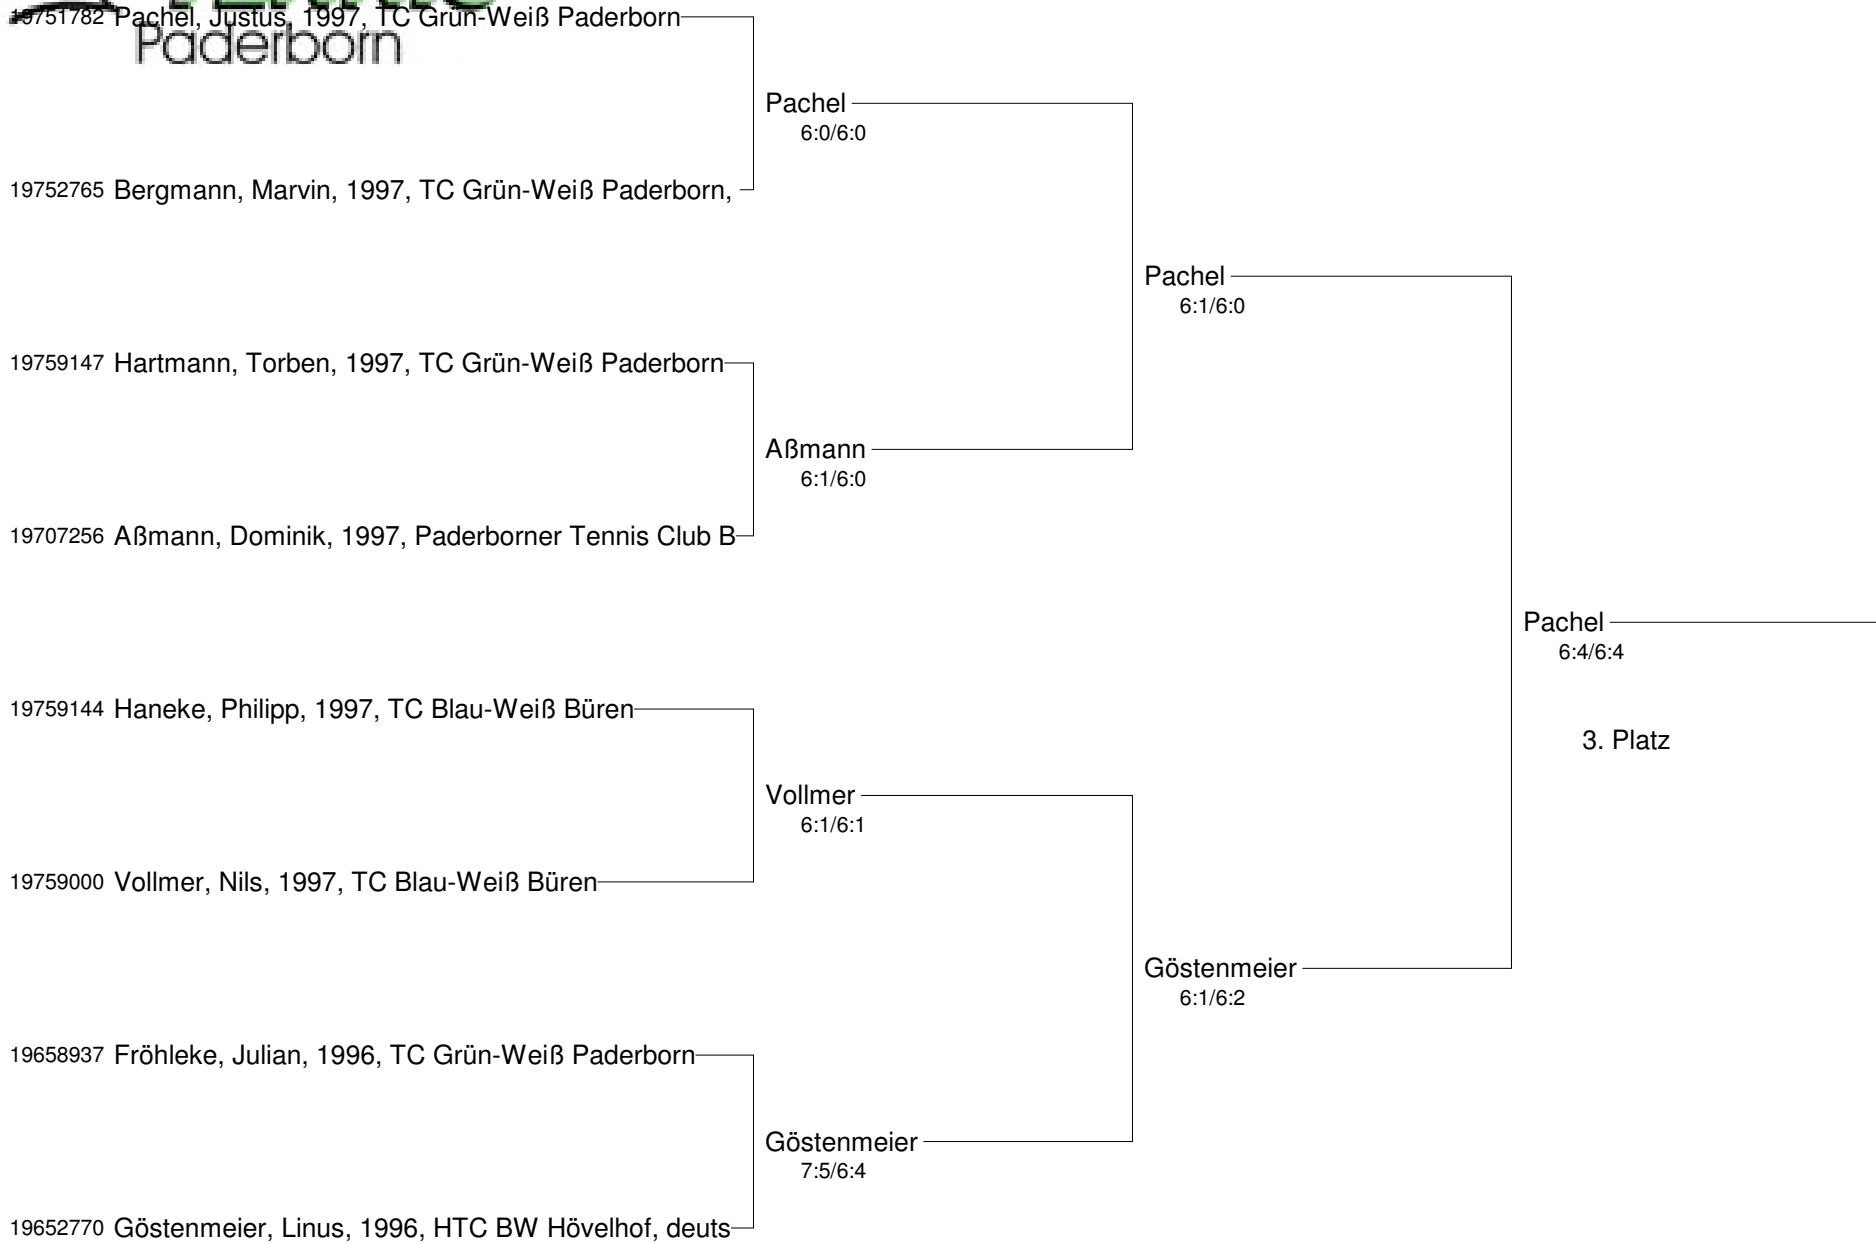 19751782 Pachel, Justus, 1997, TC Grün-Weiß Paderborn
Paderborn
Pachel
6:0/6:0
19752765 Bergmann, Marvin, 1997, TC Grün-Weiß Paderborn,
Pachel
6:1/6:0
19759147 Hartmann, Torben, 1997, TC Grün-Weiß Paderborn
Aßmann
6:1/6:0
19707256 Aßmann, Dominik, 1997, Paderborner Tennis Club B
Pachel
6:4/6:4
19759144 Haneke, Philipp, 1997, TC Blau-Weiß Büren
3. Platz
Vollmer
6:1/6:1
19759000 Vollmer, Nils, 1997, TC Blau-Weiß Büren
Göstenmeier
6:1/6:2
19658937 Fröhleke, Julian, 1996, TC Grün-Weiß Paderborn
Göstenmeier
7:5/6:4
19652770 Göstenmeier, Linus, 1996, HTC BW Hövelhof, deuts